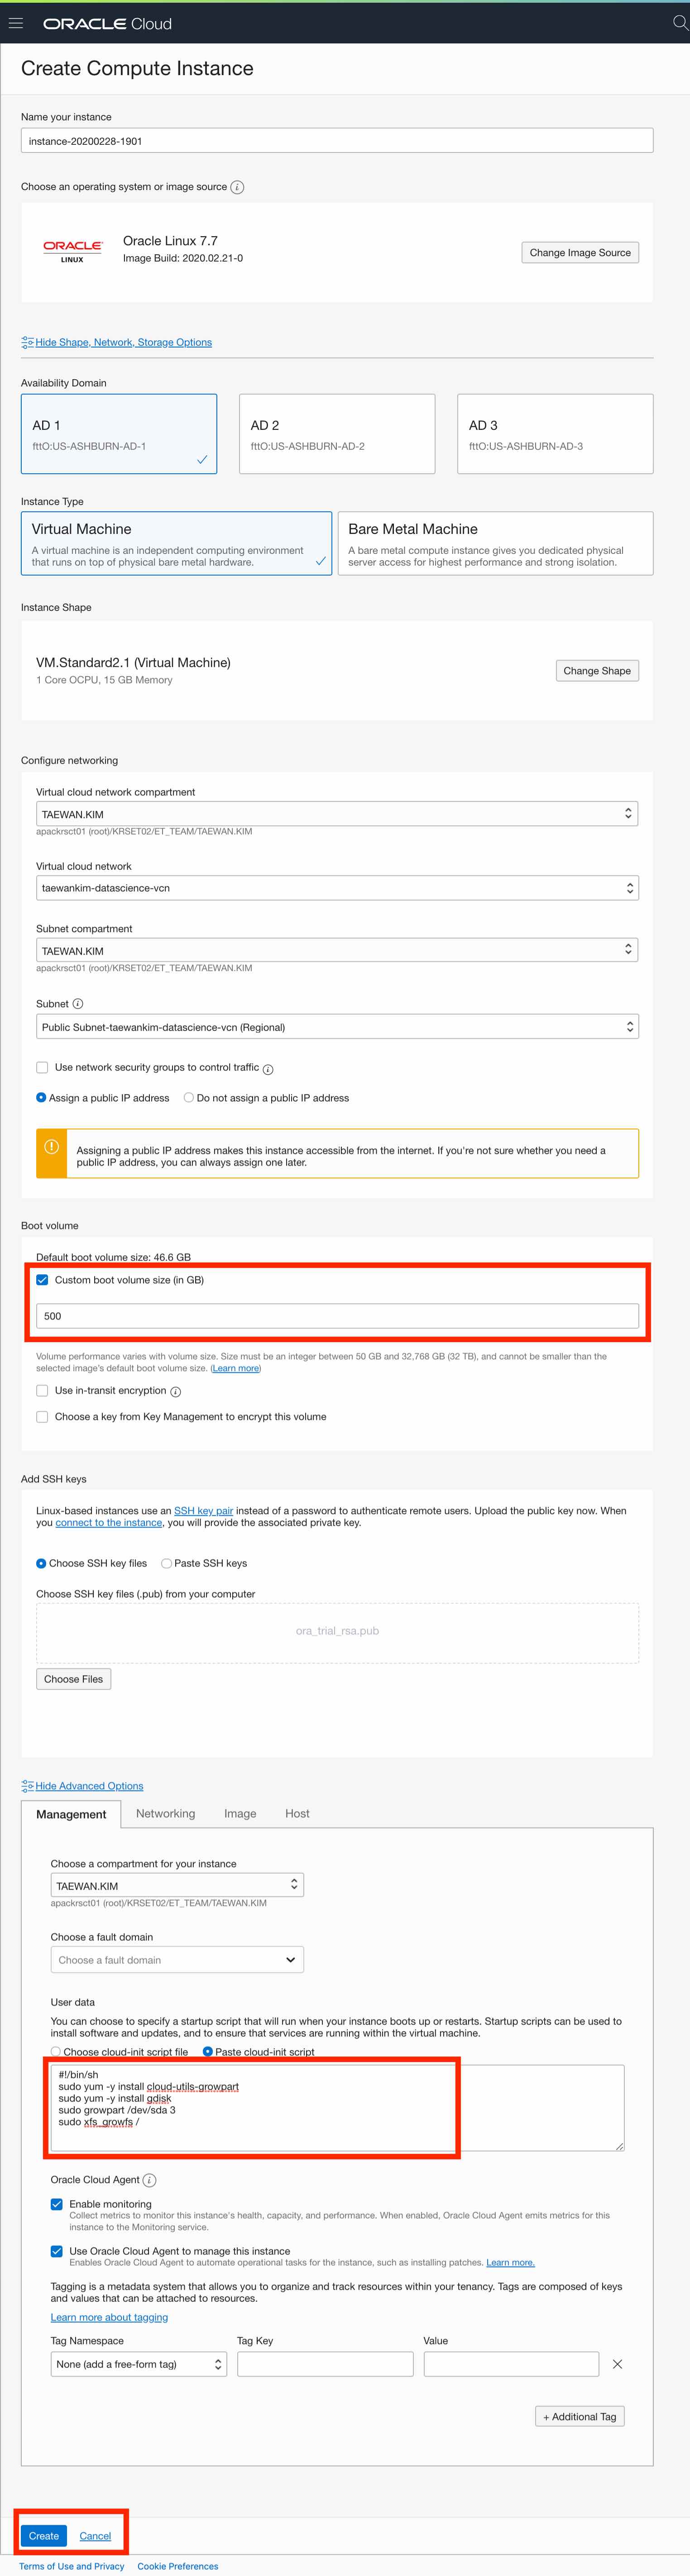 ORACLE Cloud
Create Compute Instance
Name your instance
instance-20200228-1901
Choose an operating system or image source i
ORACLE
LINUX
Oracle Linux 7.7
Image Build: 2020.02.21-0
Change Image Source
Hide Shape, Network, Storage Options
Availability Domain
AD 1
fttO:US-ASHBURN-AD-1
AD 2
fttO:US-ASHBURN-AD-2
AD 3
fttO:US-ASHBURN-AD-3
Instance Type
Virtual Machine
A virtual machine is an independent computing environment
that runs on top of physical bare metal hardware.
Bare Metal Machine
A bare metal compute instance gives you dedicated physical
server access for highest performance and strong isolation.
Instance Shape
VM.Standard2.1 (Virtual Machine)
1 Core OCPU, 15 GB Memory
Change Shape
Configure networking
Virtual cloud network compartment
TAEWAN.KIM
apackrsct01 (root)/KRSET02/ET_TEAM/TAEWAN.KIM
Virtual cloud network
taewankim-datascience-vcn
Subnet compartment
TAEWAN.KIM
apackrsct01 (root)/KRSET02/ET_TEAM/TAEWAN.KIM
Subnet i
Public Subnet-taewankim-datascience-vcn (Regional)
Use network security groups to control traffic i
Assign a public IP address Do not assign a public IP address
! Assigning a public IP address makes this instance accessible from the internet. If you're not sure whether you need a
public IP address, you can always assign one later.
Boot volume
Default boot volume size: 46.6 GB
Custom boot volume size (in GB)
500
Volume performance varies with volume size. Size must be an integer between 50 GB and 32,768 GB (32 TB), and cannot be smaller than the
selected image's default boot volume size. (Learn more)
Use in-transit encryption i
Choose a key from Key Management to encrypt this volume
Add SSH keys
Linux-based instances use an SSH key pair instead of a password to authenticate remote users. Upload the public key now. When
you connect to the instance, you will provide the associated private key.
Choose SSH key files Paste SSH keys
Choose SSH key files (.pub) from your computer
ora_trial_rsa.pub
Choose Files
Hide Advanced Options
Management Networking Image Host
Choose a compartment for your instance
TAEWAN.KIM
apackrsct01 (root)/KRSET02/ET_TEAM/TAEWAN.KIM
Choose a fault domain
Choose a fault domain
User data
You can choose to specify a startup script that will run when your instance boots up or restarts. Startup scripts can be used to
install software and updates, and to ensure that services are running within the virtual machine.
Choose cloud-init script file Paste cloud-init script
#!/bin/sh
sudo yum -y install cloud-utils-growpart
sudo yum -y install gdisk
sudo growpart /dev/sda 3
sudo xfs_growfs /
Oracle Cloud Agent i
Enable monitoring
Collect metrics to monitor this instance's health, capacity, and performance. When enabled, Oracle Cloud Agent emits metrics for this
instance to the Monitoring service.
Use Oracle Cloud Agent to manage this instance
Enables Oracle Cloud Agent to automate operational tasks for the instance, such as installing patches. Learn more.
Tagging is a metadata system that allows you to organize and track resources within your tenancy. Tags are composed of keys
and values that can be attached to resources.
Learn more about tagging
Tag Namespace Tag Key Value
None (add a free-form tag)
+ Additional Tag
Create Cancel
Terms of Use and Privacy Cookie Preferences